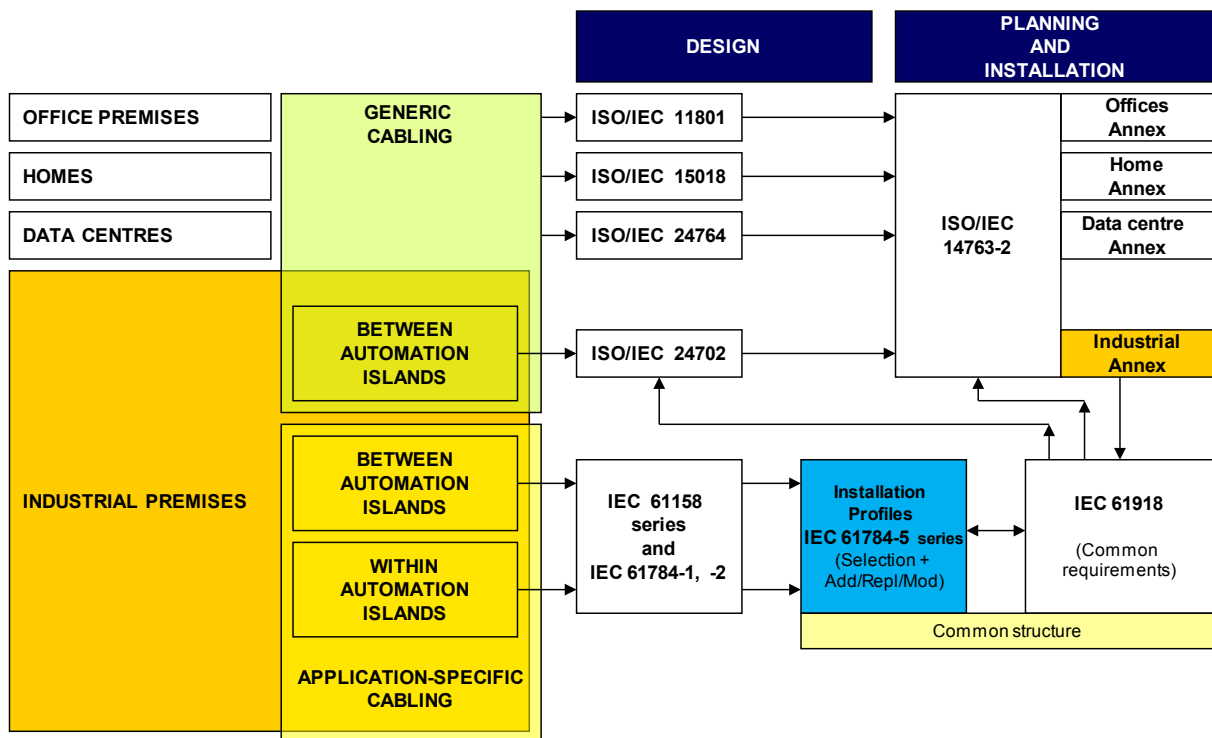 DESIGN
PLANNING
AND
INSTALLATION
OFFICE PREMISES
HOMES
DATA CENTRES
INDUSTRIAL PREMISES
GENERIC
CABLING
BETWEEN
AUTOMATION
ISLANDS
BETWEEN
AUTOMATION
ISLANDS
WITHIN
AUTOMATION
ISLANDS
APPLICATION-SPECIFIC
CABLING
ISO/IEC 11801
ISO/IEC 15018
ISO/IEC 24764
ISO/IEC 24702
IEC 61158
series
and
IEC 61784-1, -2
ISO/IEC
14763-2
Offices
Annex
Home
Annex
Data centre
Annex
Industrial
Annex
Installation
Profiles
IEC 61784-5 series
(Selection +
Add/Repl/Mod)
IEC 61918
(Common
requirements)
Common structure